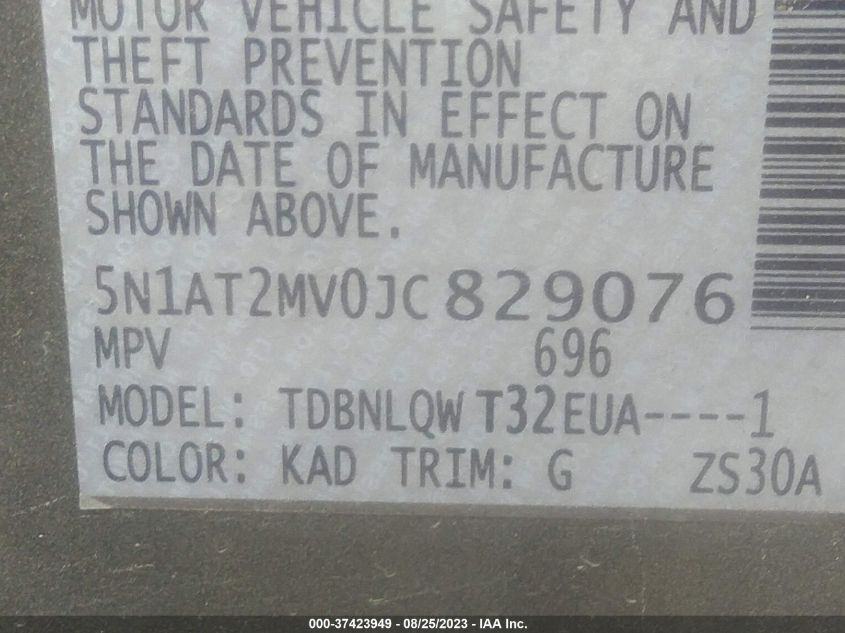 MOTOR VEHICLE SAFETY AND
THEFT PREVENTION
STANDARDS IN EFFECT ON
THE DATE OF MANUFACTURE
SHOWN ABOVE.
5N1AT2MV0JC829076
MPV 696
MODEL: TDBNLQW T32EUA----1
COLOR: KAD TRIM: G ZS30A
000-37423949 - 08/25/2023 - IAA Inc.